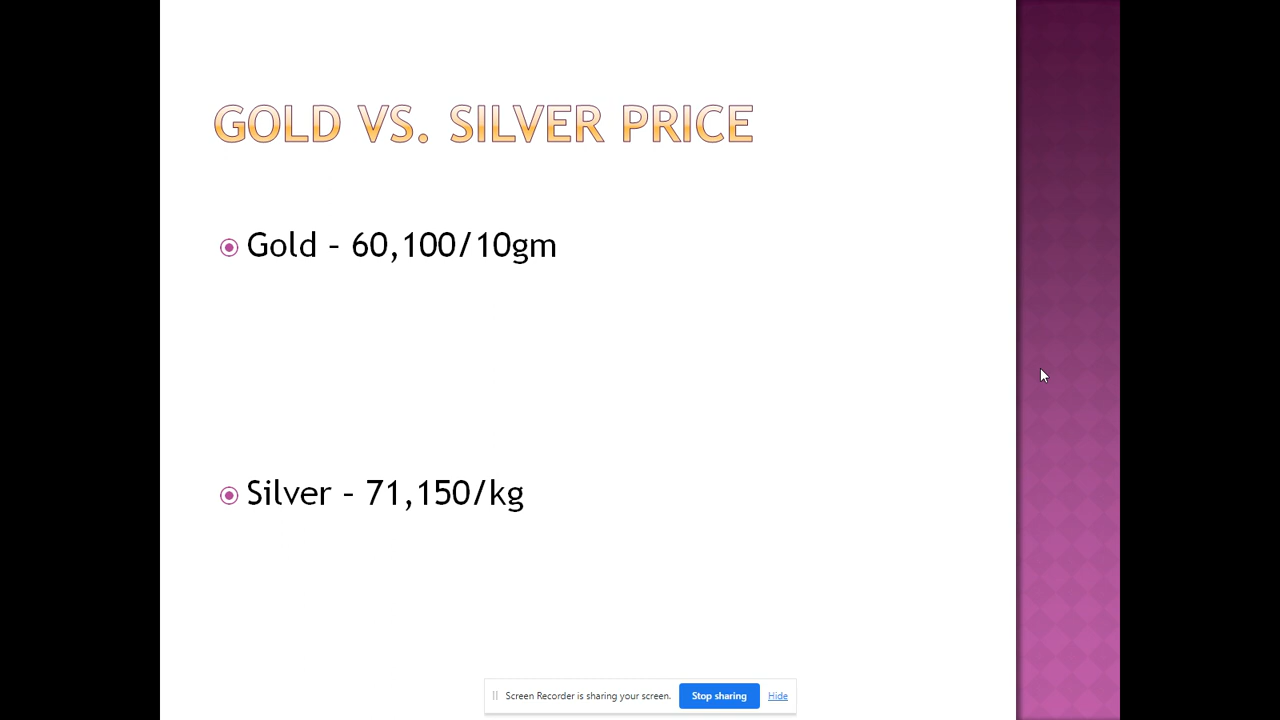 GOLD VS. SILVER PRICE
Gold – 60,100/10gm
Silver – 71,150/kg
Screen Recorder is sharing your screen. Stop sharing Hide